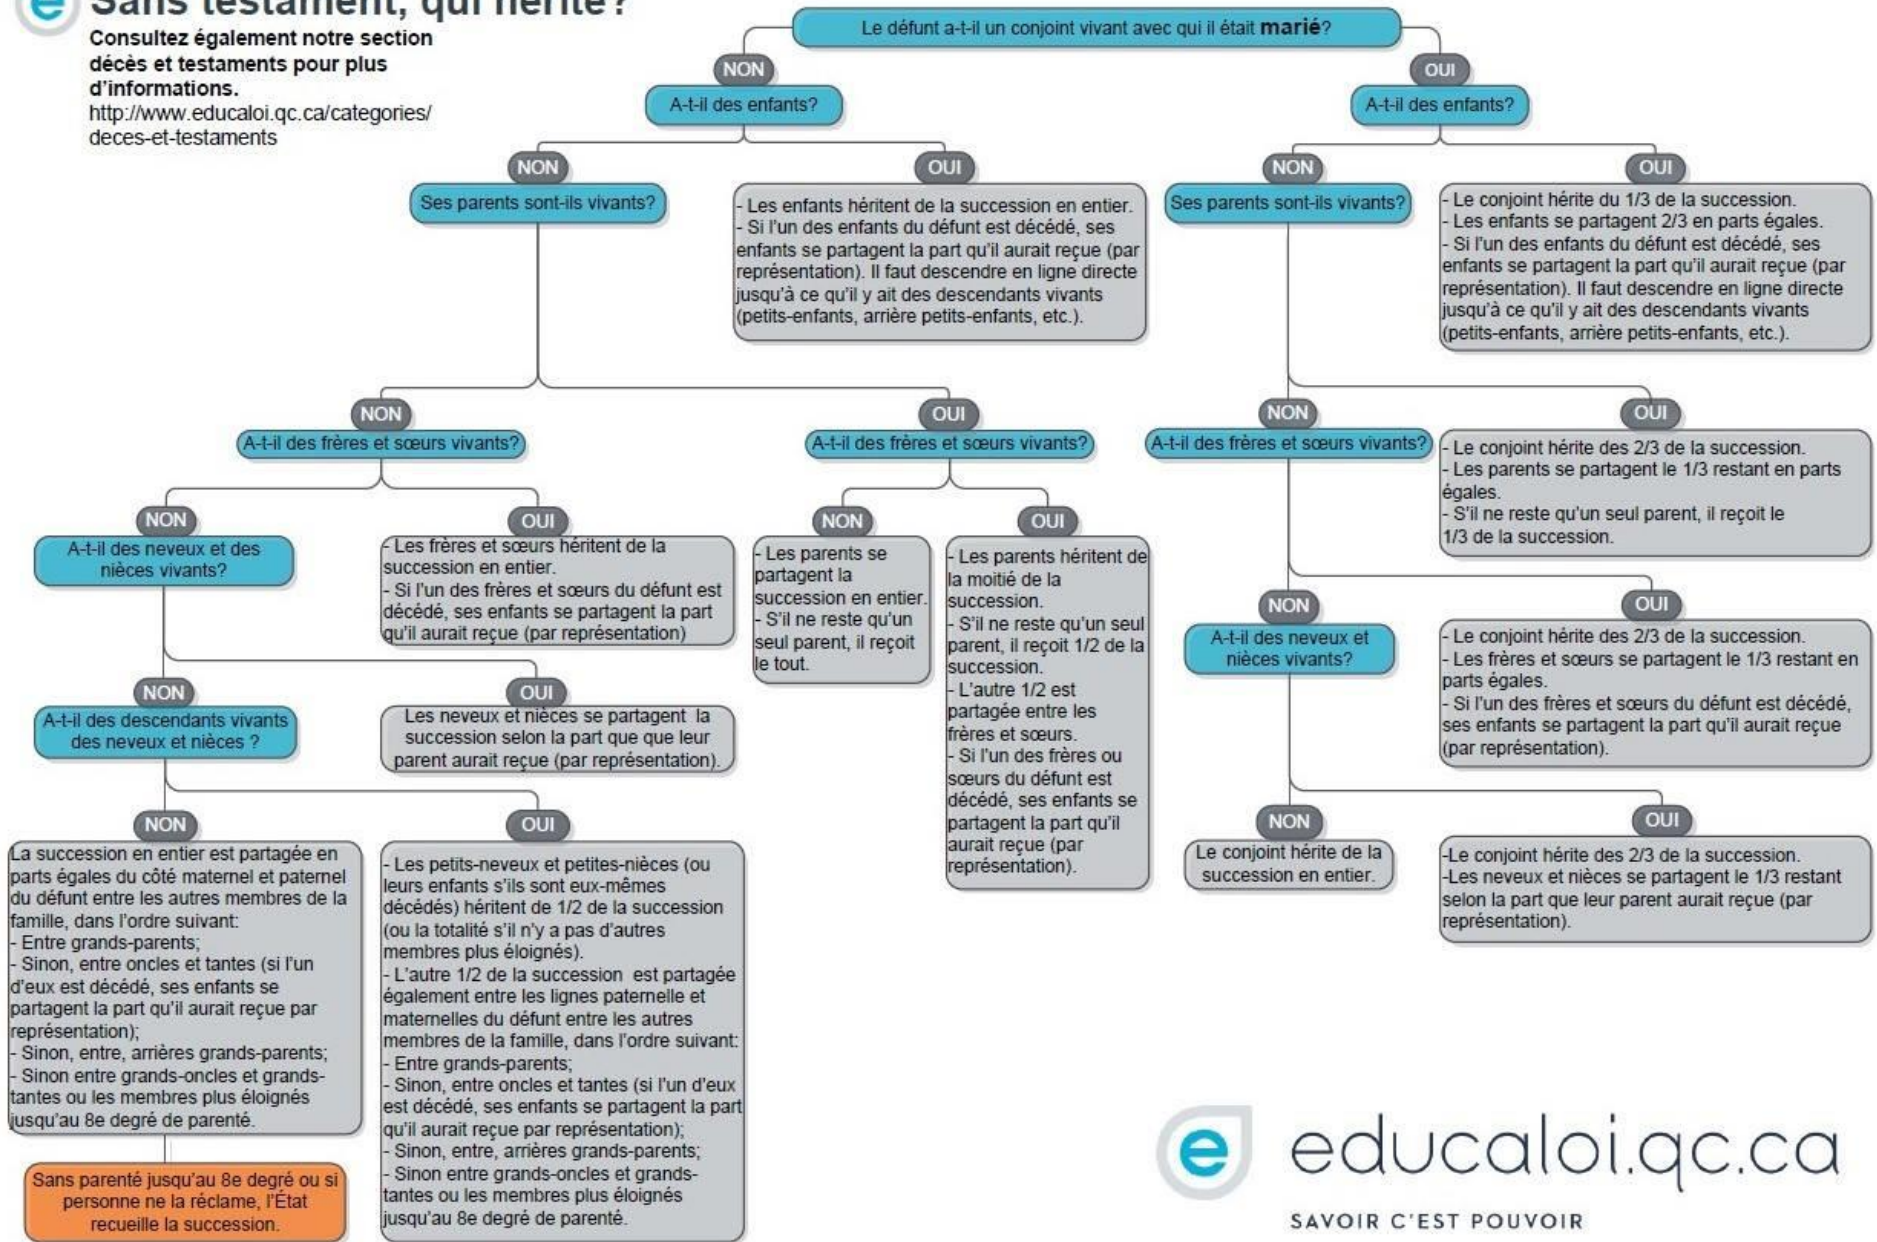 Sans testament, qui hérite?
Consultez également notre section
décès et testaments pour plus
d'informations.
http://www.educaloi.qc.ca/categories/
deces-et-testaments
Le défunt a-t-il un conjoint vivant avec qui il était marié?
NON
OUI
A-t-il des enfants?
A-t-il des enfants?
NON
OUI
NON
OUI
Ses parents sont-ils vivants?
- Les enfants héritent de la succession en entier.
- Si l'un des enfants du défunt est décédé, ses
enfants se partagent la part qu'il aurait reçue (par
représentation). Il faut descendre en ligne directe
jusqu'à ce qu'il y ait des descendants vivants
(petits-enfants, arrière petits-enfants, etc.).
Ses parents sont-ils vivants?
- Le conjoint hérite du 1/3 de la succession.
- Les enfants se partagent 2/3 en parts égales.
- Si l'un des enfants du défunt est décédé, ses
enfants se partagent la part qu'il aurait reçue (par
représentation). Il faut descendre en ligne directe
jusqu'à ce qu'il y ait des descendants vivants
(petits-enfants, arrière petits-enfants, etc.).
NON
OUI
NON
OUI
A-t-il des frères et sœurs vivants?
A-t-il des frères et sœurs vivants?
A-t-il des frères et sœurs vivants?
- Le conjoint hérite des 2/3 de la succession.
- Les parents se partagent le 1/3 restant en parts
égales.
- S'il ne reste qu'un seul parent, il reçoit le
1/3 de la succession.
NON
OUI
NON
OUI
A-t-il des neveux et des
nièces vivants?
- Les frères et sœurs héritent de la
succession en entier.
- Si l'un des frères et sœurs du défunt est
décédé, ses enfants se partagent la part
qu'il aurait reçue (par représentation)
- Les parents se
partagent la
succession en entier.
- S'il ne reste qu'un
seul parent, il reçoit
le tout.
- Les parents héritent de
la moitié de la
succession.
- S'il ne reste qu'un seul
parent, il reçoit 1/2 de la
succession.
- L'autre 1/2 est
partagée entre les
frères et sœurs.
- Si l'un des frères ou
sœurs du défunt est
décédé, ses enfants se
partagent la part qu'il
aurait reçue (par
représentation).
NON
OUI
A-t-il des neveux et
nièces vivants?
- Le conjoint hérite des 2/3 de la succession.
- Les frères et sœurs se partagent le 1/3 restant en
parts égales.
- Si l'un des frères et sœurs du défunt est décédé,
ses enfants se partagent la part qu'il aurait reçue
(par représentation).
NON
OUI
A-t-il des descendants vivants
des neveux et nièces ?
Les neveux et nièces se partagent la
succession selon la part que que leur
parent aurait reçue (par représentation).
NON
OUI
NON
OUI
La succession en entier est partagée en
parts égales du côté maternel et paternel
du défunt entre les autres membres de la
famille, dans l'ordre suivant:
- Entre grands-parents;
- Sinon, entre oncles et tantes (si l'un
d'eux est décédé, ses enfants se
partagent la part qu'il aurait reçue par
représentation);
- Sinon, entre, arrières grands-parents;
- Sinon entre grands-oncles et grands-
tantes ou les membres plus éloignés
jusqu'au 8e degré de parenté.
- Les petits-neveux et petites-nièces (ou
leurs enfants s'ils sont eux-mêmes
décédés) héritent de 1/2 de la succession
(ou la totalité s'il n'y a pas d'autres
membres plus éloignés).
- L'autre 1/2 de la succession est partagée
également entre les lignes paternelle et
maternelles du défunt entre les autres
membres de la famille, dans l'ordre suivant:
- Entre grands-parents;
- Sinon, entre oncles et tantes (si l'un d'eux
est décédé, ses enfants se partagent la part
qu'il aurait reçue par représentation);
- Sinon, entre, arrières grands-parents;
- Sinon entre grands-oncles et grands-
tantes ou les membres plus éloignés
jusqu'au 8e degré de parenté.
Le conjoint hérite de la
succession en entier.
-Le conjoint hérite des 2/3 de la succession.
-Les neveux et nièces se partagent le 1/3 restant
selon la part que leur parent aurait reçue (par
représentation).
Sans parenté jusqu'au 8e degré ou si
personne ne la réclame, l'État
recueille la succession.
e educaloi.qc.ca
SAVOIR C'EST POUVOIR